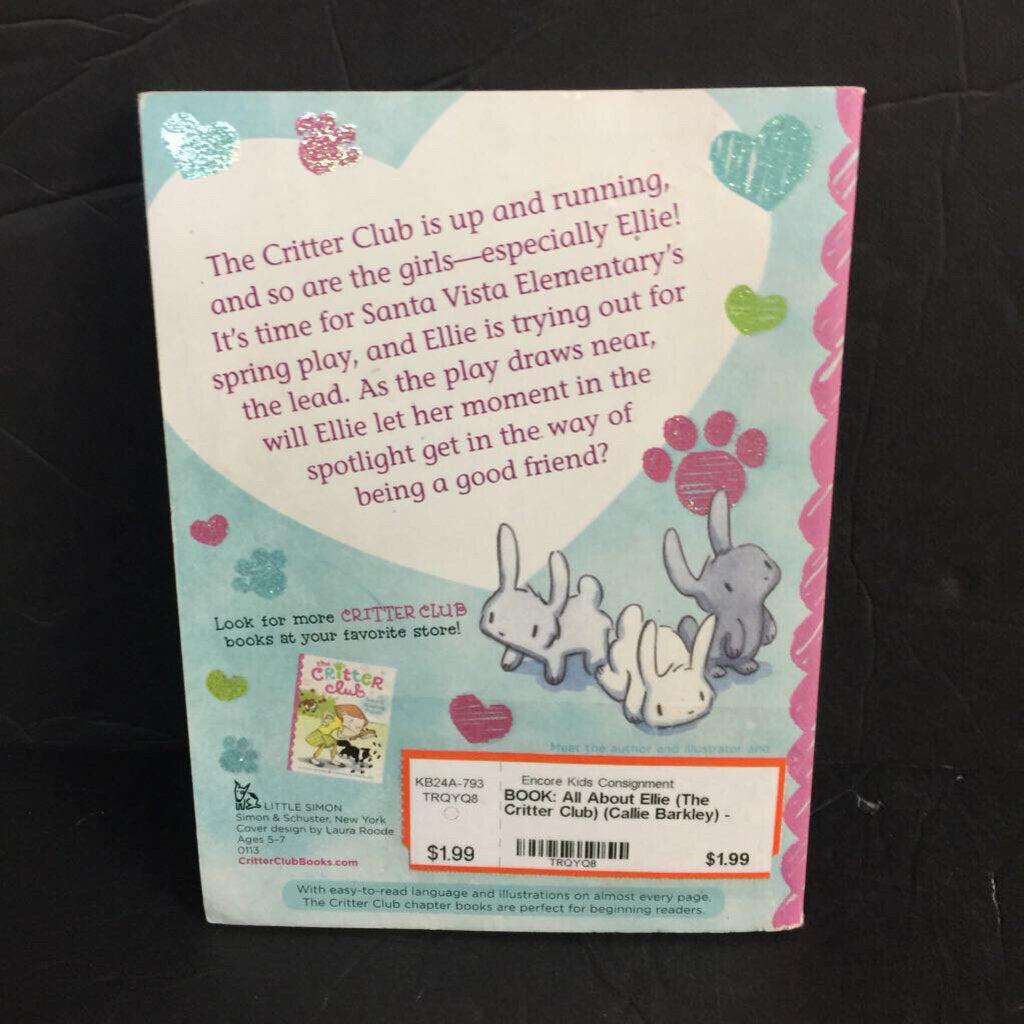 The Critter Club is up and running,
and so are the girls—especially Ellie!
It's time for Santa Vista Elementary's
spring play, and Ellie is trying out for
the lead. As the play draws near,
will Ellie let her moment in the
spotlight get in the way of
being a good friend?
Look for more CRITTER CLUB
books at your favorite store!
the
CRITTER
club
Meet the author and illustrator and
LITTLE SIMON
Simon & Schuster, New York
Cover design by Laura Roode
Ages 5-7
0113
CritterClubBooks.com
KB24A-793
TRQYQ8
$1.99
Encore Kids Consignment
BOOK: All About Ellie (The
Critter Club) (Callie Barkley) -
TRQYQ8
$1.99
With easy-to-read language and illustrations on almost every page,
The Critter Club chapter books are perfect for beginning readers.